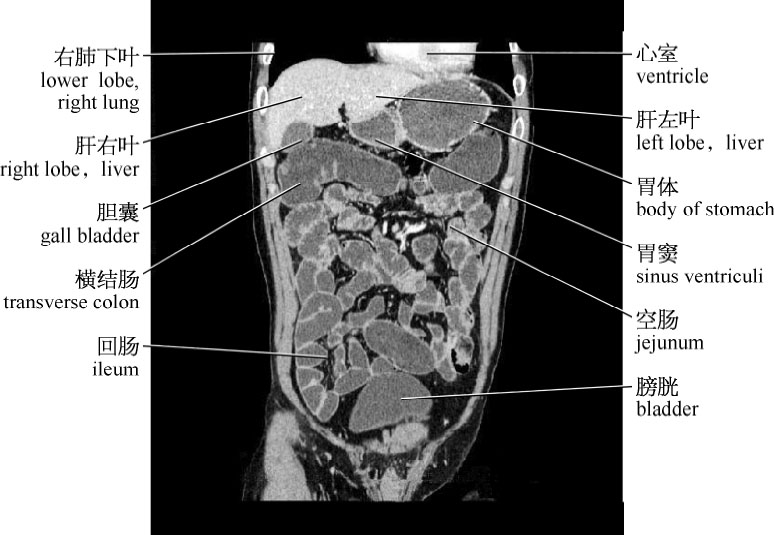 右肺下叶
lower lobe,
right lung
肝右叶
right lobe, liver
胆囊
gall bladder
横结肠
transverse colon
回肠
ileum
心室
ventricle
肝左叶
left lobe, liver
胃体
body of stomach
胃窦
sinus ventriculi
空肠
jejunum
膀胱
bladder